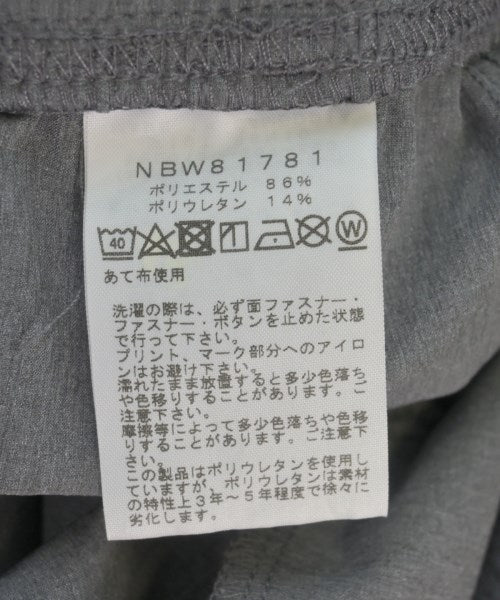 NBW81781
ポリエステル 86%
ポリウレタン 14%
40 W
あて布使用
洗濯の際は、必ず面ファスナー・
ファスナー・ボタンを止めた状態
で行って下さい。
プリント、マーク部分へのアイロ
ンはお避け下さい。
濡れたまま放置すると多少色落ち
や色移りすることがあります。ご
注意下さい。
摩擦等によって多少色落ちや色移
りすることがあります。ご注意下
さい。
この製品はポリウレタンを使用し
ていますが、ポリウレタンは素材
の特性上3年～5年程度で徐々に
劣化します。